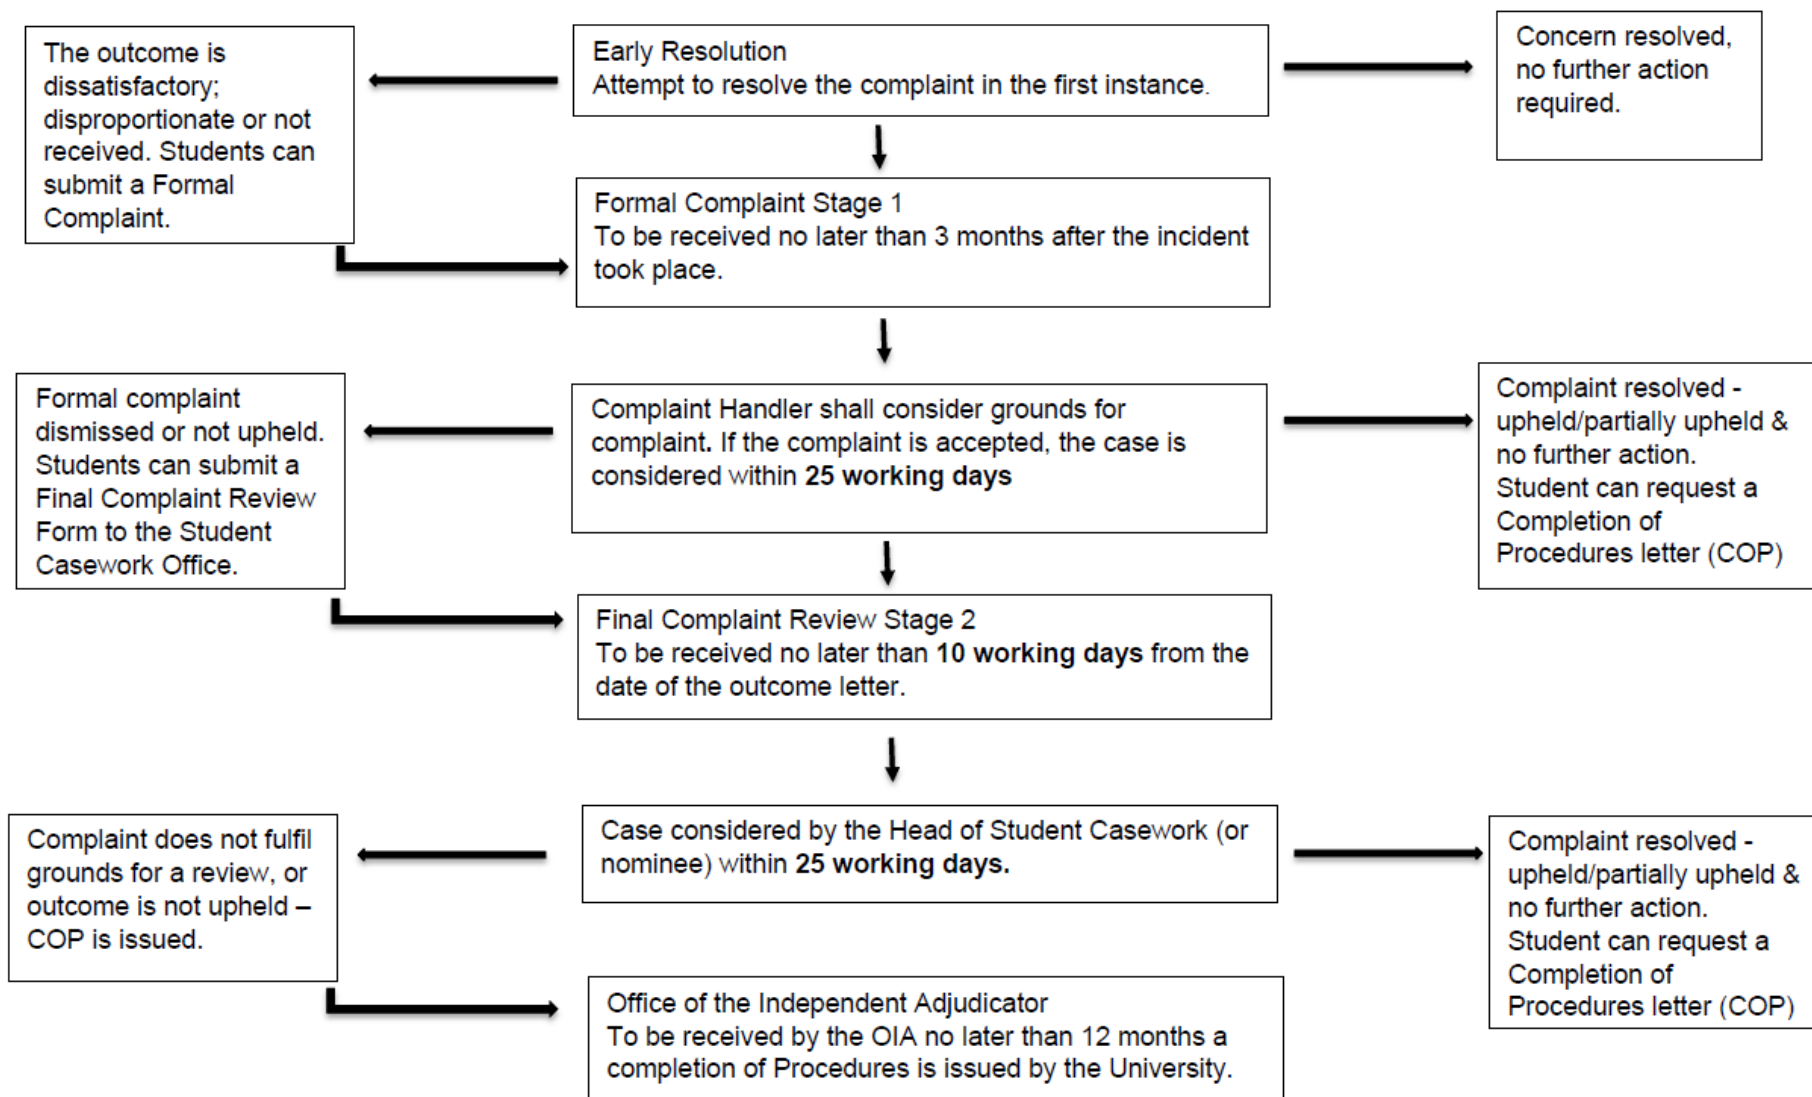 The outcome is
dissatisfactory;
disproportionate or not
received. Students can
submit a Formal
Complaint.
Early Resolution
Attempt to resolve the complaint in the first instance.
Concern resolved,
no further action
required.
Formal Complaint Stage 1
To be received no later than 3 months after the incident
took place.
Formal complaint
dismissed or not upheld.
Students can submit a
Final Complaint Review
Form to the Student
Casework Office.
Complaint Handler shall consider grounds for
complaint. If the complaint is accepted, the case is
considered within 25 working days
Complaint resolved -
upheld/partially upheld &
no further action.
Student can request a
Completion of
Procedures letter (COP)
Final Complaint Review Stage 2
To be received no later than 10 working days from the
date of the outcome letter.
Complaint does not fulfil
grounds for a review, or
outcome is not upheld –
COP is issued.
Case considered by the Head of Student Casework (or
nominee) within 25 working days.
Complaint resolved -
upheld/partially upheld &
no further action.
Student can request a
Completion of
Procedures letter (COP)
Office of the Independent Adjudicator
To be received by the OIA no later than 12 months a
completion of Procedures is issued by the University.